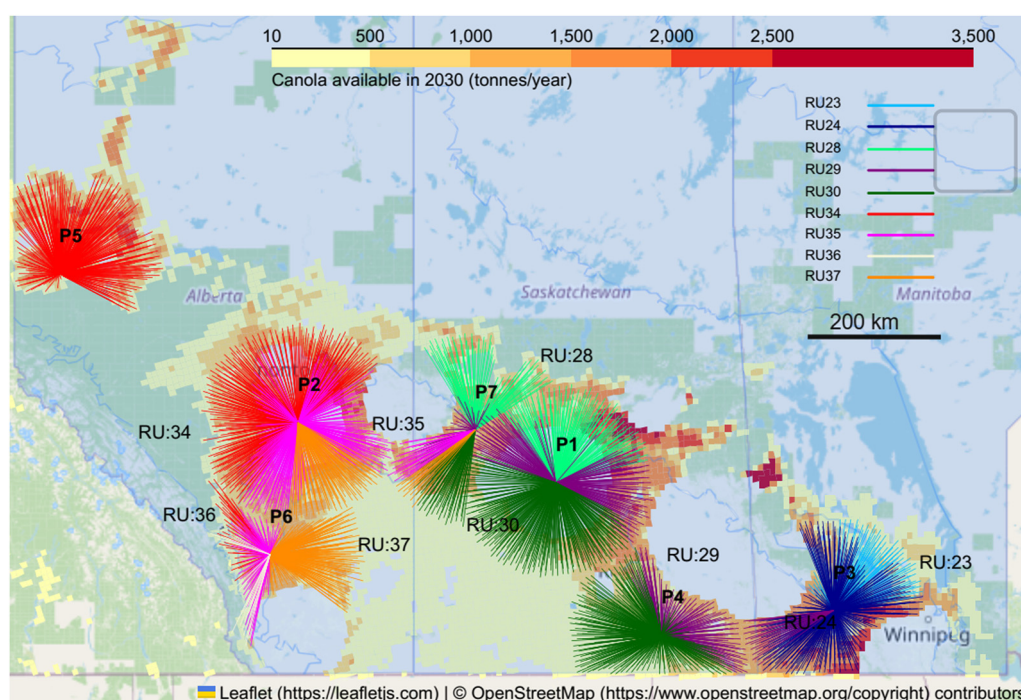 10 500 1,000 1,500 2,000 2,500 3,500
Canola available in 2030 (tonnes/year)
RU23
RU24
RU28
RU29
RU30
RU34
RU35
RU36
RU37
200 km
P5
Alberta
Saskatchewan
Manitoba
RU:28
P2
P7
RU:34
RU:35
P1
RU:36
P6
RU:30
RU:37
RU:29
RU:23
P3
P4
RU:24
Winnipeg
Leaflet (https://leafletjs.com) | © OpenStreetMap (https://www.openstreetmap.org/copyright) contributors